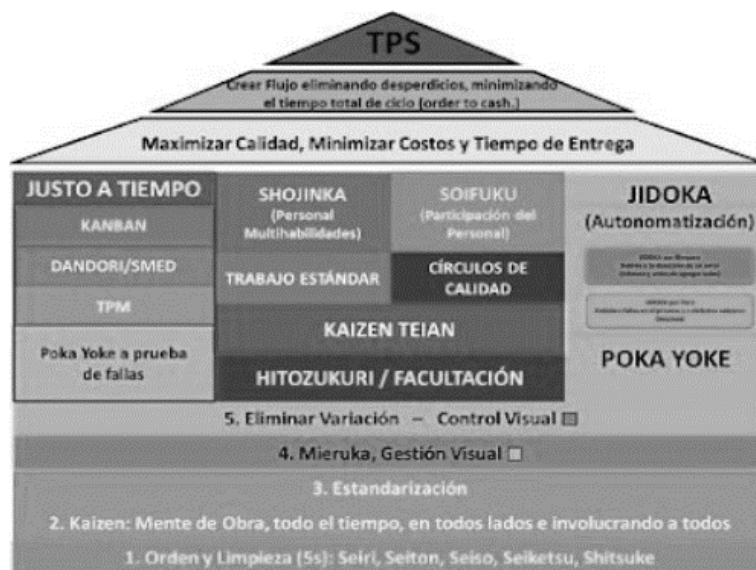 TPS
Crear Flujo eliminando desperdicios, minimizando
el tiempo total de ciclo (order to cash.)
Maximizar Calidad, Minimizar Costos y Tiempo de Entrega
JUSTO A TIEMPO
KANBAN
DANDORI/SMED
TPM
Poka Yoke a prueba
de fallas
SHOJINKA
(Personal
Multihabilidades)
SOIFUKU
(Participación del
Personal)
TRABAJO ESTÁNDAR
CÍRCULOS DE
CALIDAD
KAIZEN TEIAN
HITOZUKURI / FACULTACIÓN
JIDOKA
(Autonomatización)
POKA YOKE
5. Eliminar Variación – Control Visual
4. Mieruka, Gestión Visual
3. Estandarización
2. Kaizen: Mente de Obra, todo el tiempo, en todos lados e involucrando a todos
1. Orden y Limpieza (5s): Seiri, Seiton, Seiso, Seiketsu, Shitsuke